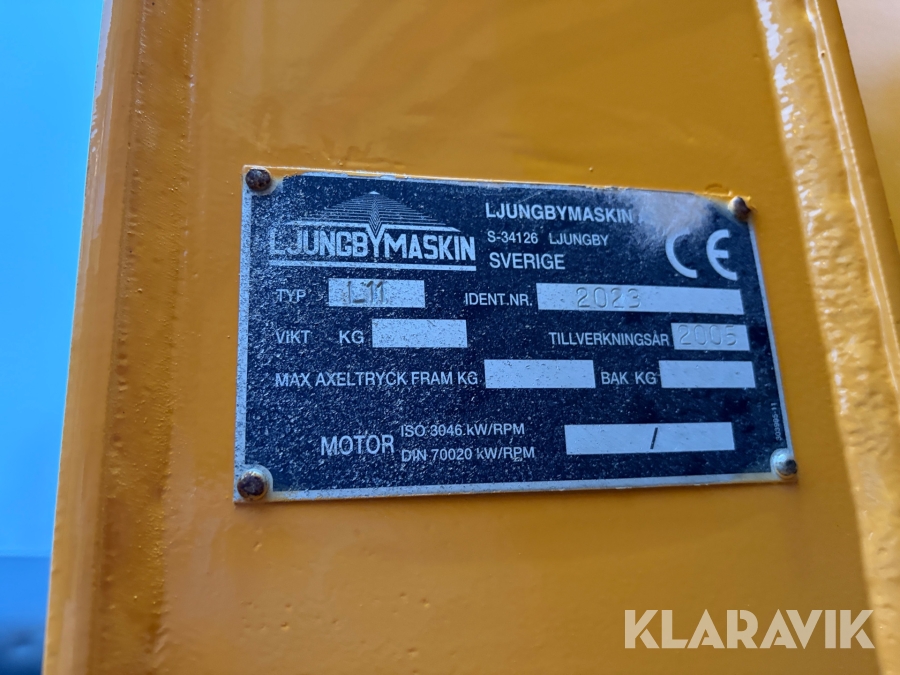 LJUNGBYMASKIN
LJUNGBYMASKIN
S-34126 LJUNGBY
SVERIGE
CE
TYP L11 IDENT.NR. 2023
VIKT KG TILLVERKNINGSÅR 2005
MAX AXELTRYCK FRAM KG BAK KG
MOTOR ISO 3046 kW/RPM /
DIN 70020 kW/RPM
KLARAVIK